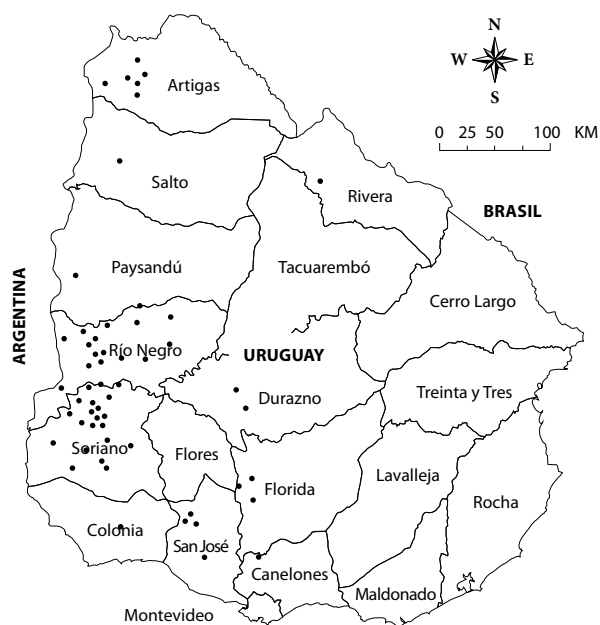 N
W E
S
0 25 50 100 KM
Artigas
Salto
Rivera
BRASIL
Paysandú
Tacuarembó
Cerro Largo
ARGENTINA
Río Negro
URUGUAY
Durazno
Treinta y Tres
Soriano
Flores
Florida
Lavalleja
Rocha
Colonia
San José
Canelones
Maldonado
Montevideo